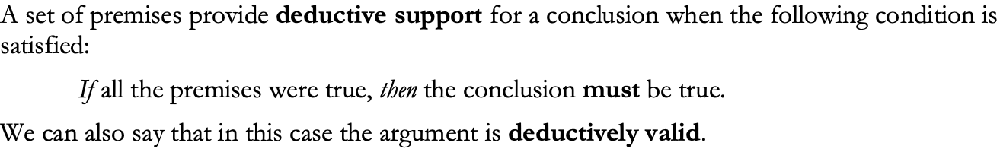 A set of premises provide deductive support for a conclusion when the following condition is
satisfied:
If all the premises were true, then the conclusion must be true.
We can also say that in this case the argument is deductively valid.